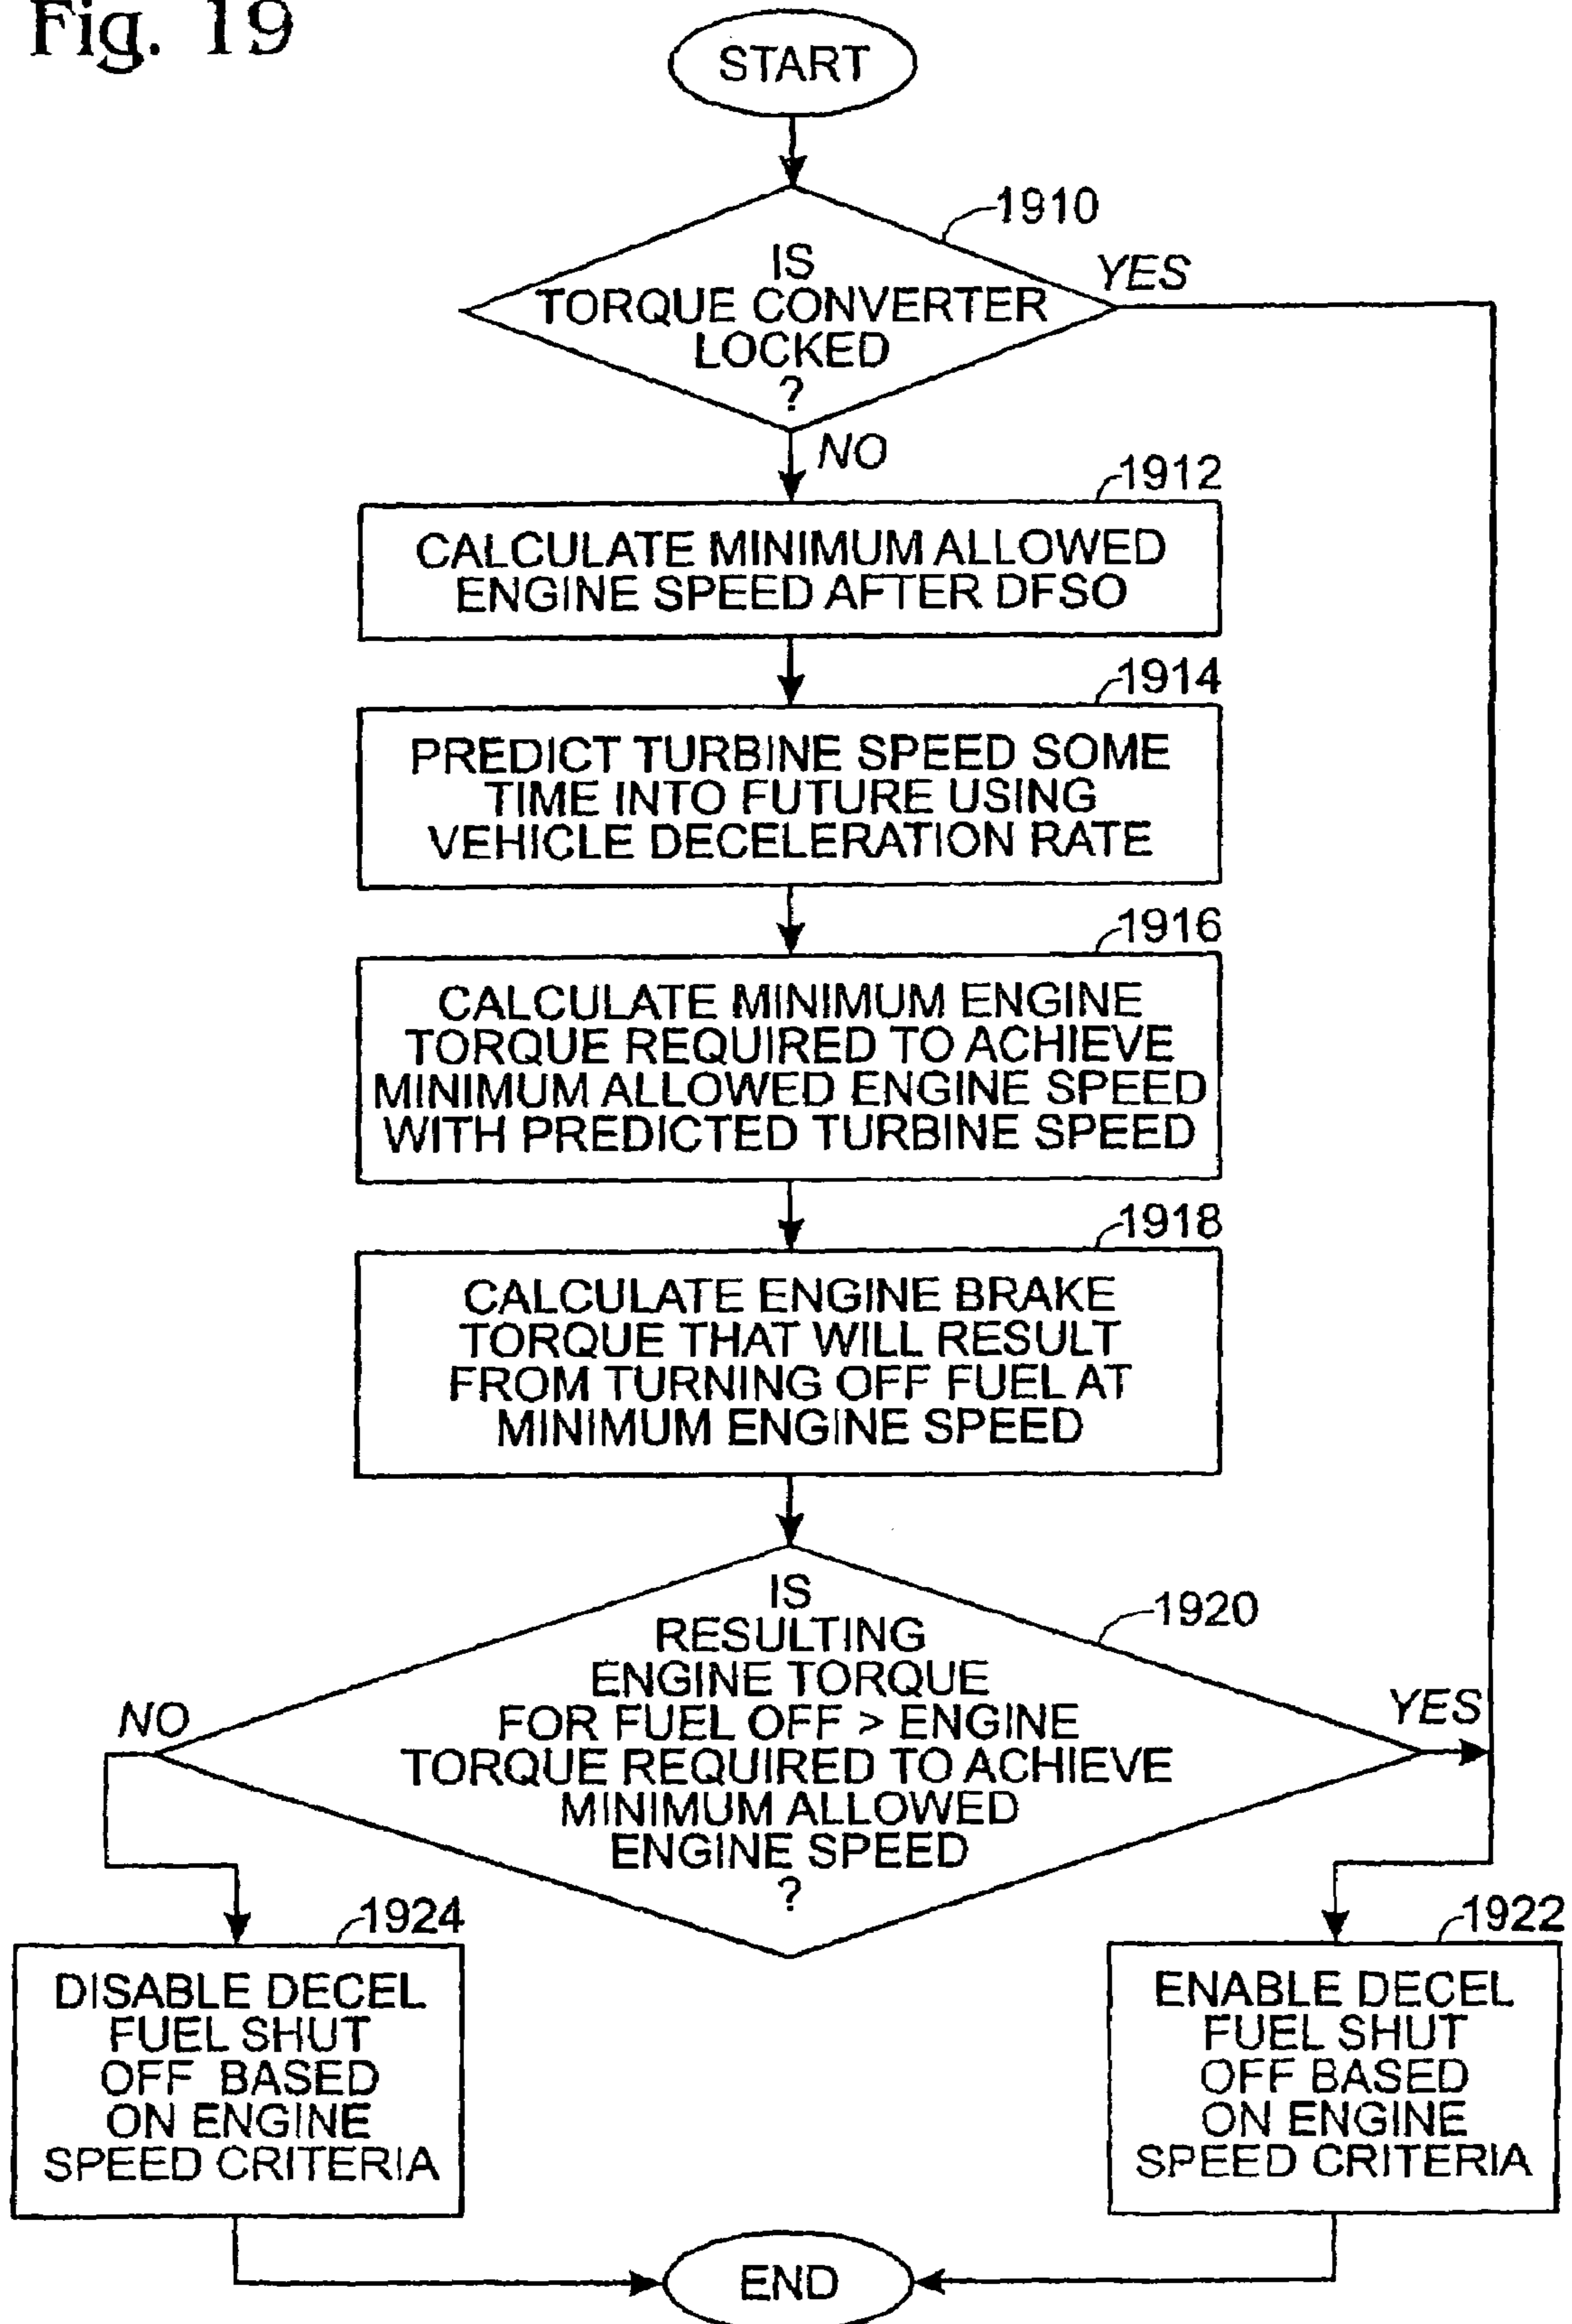 Fig. 19
START
1910
IS
TORQUE CONVERTER
LOCKED
?
YES
NO
1912
CALCULATE MINIMUM ALLOWED
ENGINE SPEED AFTER DFSO
1914
PREDICT TURBINE SPEED SOME
TIME INTO FUTURE USING
VEHICLE DECELERATION RATE
1916
CALCULATE MINIMUM ENGINE
TORQUE REQUIRED TO ACHIEVE
MINIMUM ALLOWED ENGINE SPEED
WITH PREDICTED TURBINE SPEED
1918
CALCULATE ENGINE BRAKE
TORQUE THAT WILL RESULT
FROM TURNING OFF FUEL AT
MINIMUM ENGINE SPEED
1920
IS
RESULTING
ENGINE TORQUE
FOR FUEL OFF > ENGINE
TORQUE REQUIRED TO ACHIEVE
MINIMUM ALLOWED
ENGINE SPEED
?
NO
YES
1924
DISABLE DECEL
FUEL SHUT
OFF BASED
ON ENGINE
SPEED CRITERIA
1922
ENABLE DECEL
FUEL SHUT
OFF BASED
ON ENGINE
SPEED CRITERIA
END